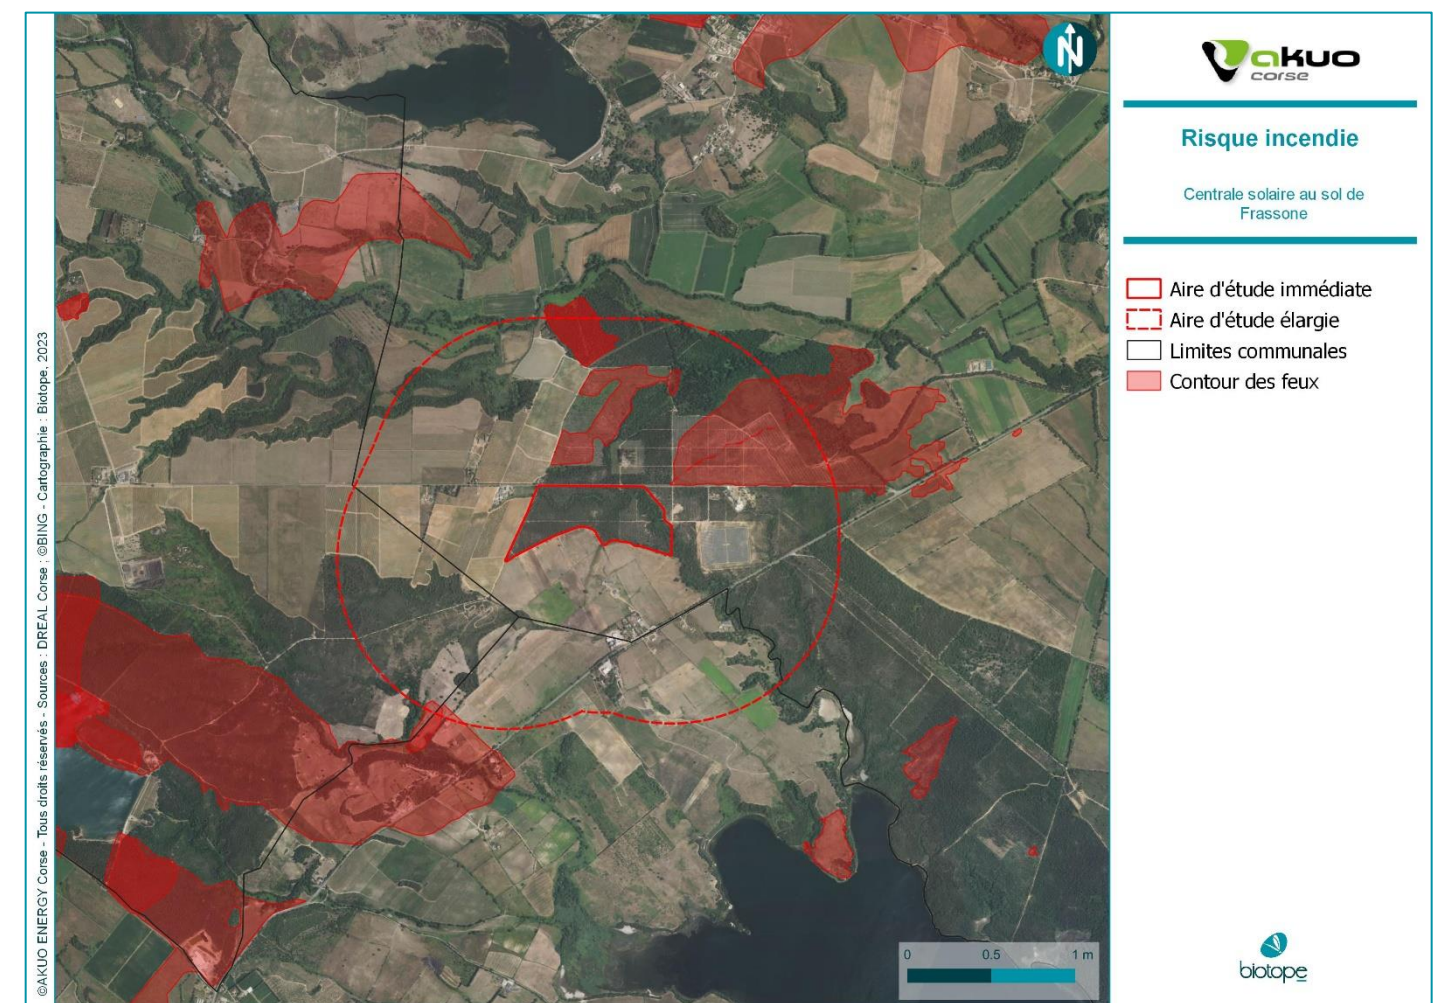 N
akuo
corse
Risque incendie
Centrale solaire au sol de
Frassone
Aire d'étude immédiate
Aire d'étude élargie
Limites communales
Contour des feux
©AKUO ENERGY Corse - Tous droits réservés - Sources : DREAL Corse ; ©BING - Cartographie : Biotope, 2023
0 0.5 1 m
biotope